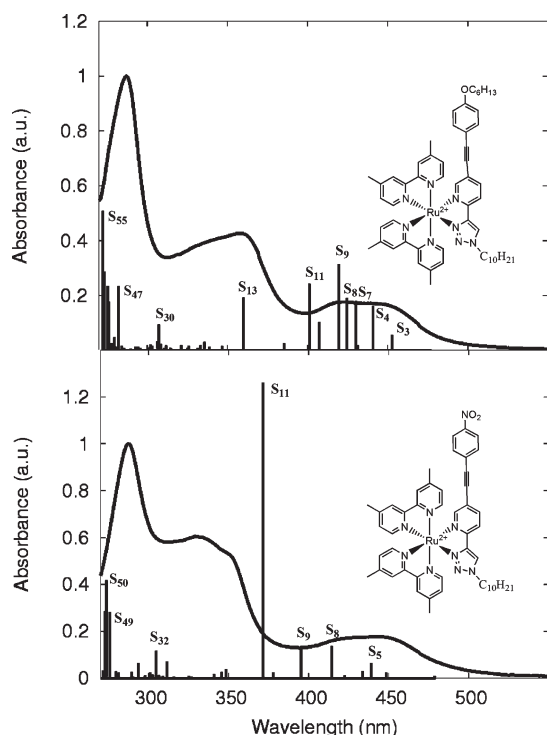 1.2
1
0.8
0.6
0.4
0.2
Absorbance (a.u.)
S55
S47
S30
S13
S11
S9
S8 S7
S4
S3
OC6H13
N
N
N
N
N
Ru2+
N
N
N
C10H21
1.2
1
0.8
0.6
0.4
0.2
0
Absorbance (a.u.)
S50
S49
S32
S11
S9
S8
S5
NO2
N
N
N
N
N
Ru2+
N
N
N
C10H21
300 350 400 450 500
Wavelength (nm)